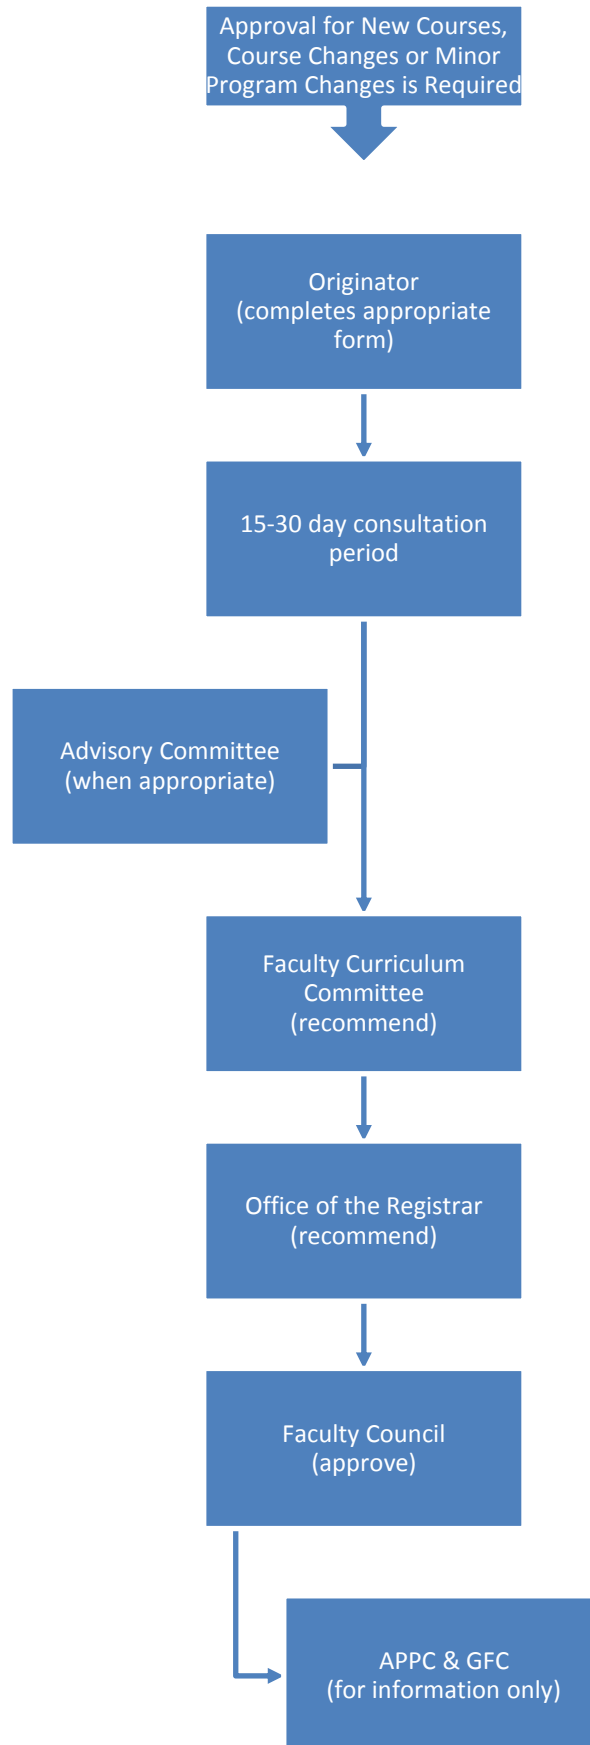 Approval for New Courses,
Course Changes or Minor
Program Changes is Required
Originator
(completes appropriate
form)
15-30 day consultation
period
Advisory Committee
(when appropriate)
Faculty Curriculum
Committee
(recommend)
Office of the Registrar
(recommend)
Faculty Council
(approve)
APPC & GFC
(for information only)